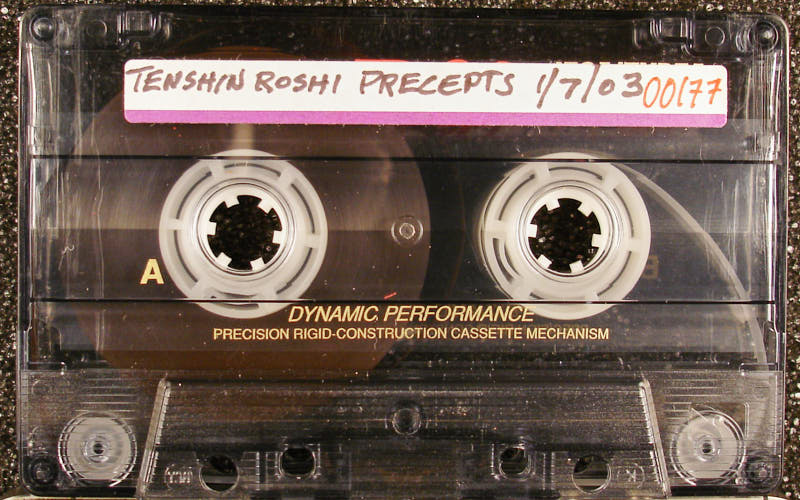 TENSHIN ROSHI PRECEPTS 1/7/03 00177
A
DYNAMIC PERFORMANCE
PRECISION RIGID-CONSTRUCTION CASSETTE MECHANISM